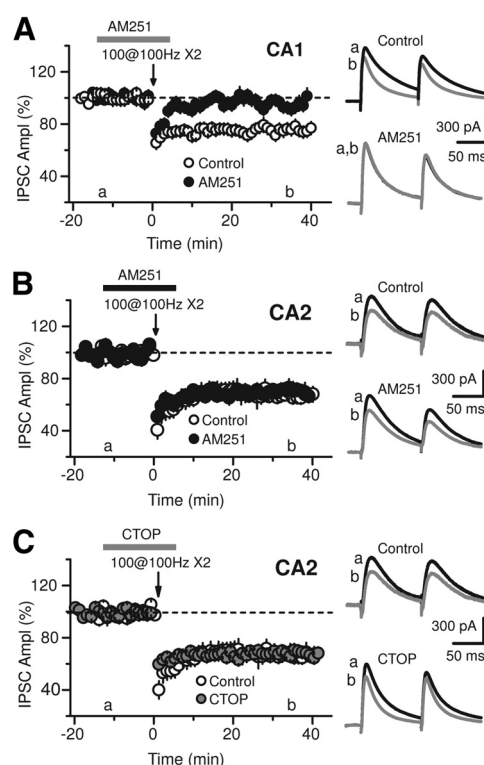 A
AM251
100@100Hz X2
CA1
IPSC Ampl (%)
120
80
40
Control
AM251
a
b
-20
0
20
40
Time (min)
a
b
Control
a,b
AM251
300 pA
50 ms
B
AM251
100@100Hz X2
CA2
IPSC Ampl (%)
120
80
40
Control
AM251
a
b
-20
0
20
40
Time (min)
a
b
Control
a
b
AM251
300 pA
50 ms
C
CTOP
100@100Hz X2
CA2
IPSC Ampl (%)
120
80
40
Control
CTOP
a
b
-20
0
20
40
Time (min)
a
b
Control
a
b
CTOP
300 pA
50 ms